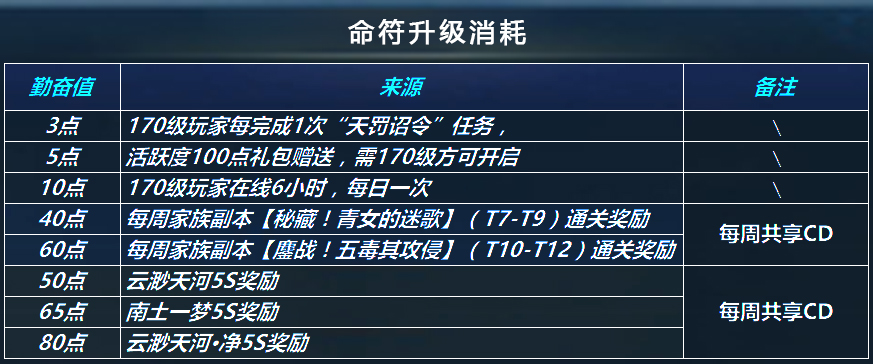 命符升级消耗
勤奋值 来源 备注
3点 170级玩家每完成1次“天罚诏令”任务， \
5点 活跃度100点礼包赠送，需170级方可开启 \
10点 170级玩家在线6小时，每日一次 \
40点 每周家族副本【秘藏！青女的迷歌】（T7-T9）通关奖励
每周共享CD
60点 每周家族副本【鏖战！五毒其攻侵】（T10-T12）通关奖励
50点 云渺天河5S奖励
65点 南土一梦5S奖励 每周共享CD
80点 云渺天河·净5S奖励